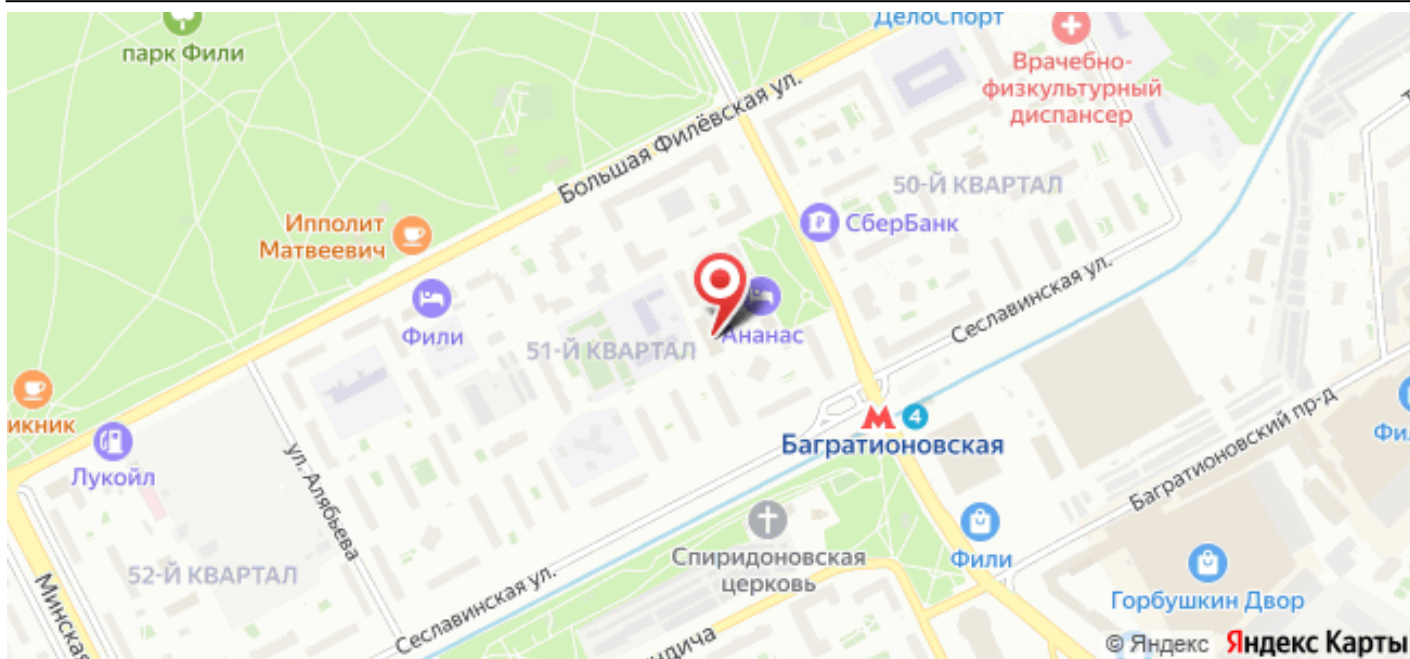 ДелоСпорт
парк Фили
Врачебно-
физкультурный
диспансер
Большая Филёвская ул.
50-Й КВАРТАЛ
Ипполит
Матвеевич
СберБанк
Сеславинская ул.
Фили
51-Й КВАРТАЛ
Ананас
икник
Лукойл
М 4
Багратионовская
Багратионовский пр-д
Фи
ул. Алябьева
Спиридоновская
церковь
Фили
52-Й КВАРТАЛ
Горбушкин Двор
Минская
Сеславинская ул.
ндича
© Яндекс Яндекс Карты